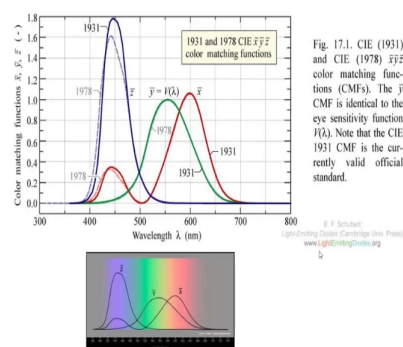 Color matching functions x̅, y̅, z̅ ( - )
1.8
1.6
1.4
1.2
1.0
0.8
0.6
0.4
0.2
0.0
300
400
500
600
700
800
Wavelength λ (nm)
1931
1978
z̅
y̅ = V(λ)
x̅
1978
1931
1931
1978
1931 and 1978 CIE x̅ y̅ z̅
color matching functions
Fig. 17.1. CIE (1931)
and CIE (1978) x̅y̅z̅
color matching func-
tions (CMFs). The y̅
CMF is identical to the
eye sensitivity function
V(λ). Note that the CIE
1931 CMF is the cur-
rently valid official
standard.
E. F. Schubert
Light-Emitting Diodes (Cambridge Univ. Press)
www.LightEmittingDiodes.org
z̅
y̅
x̅